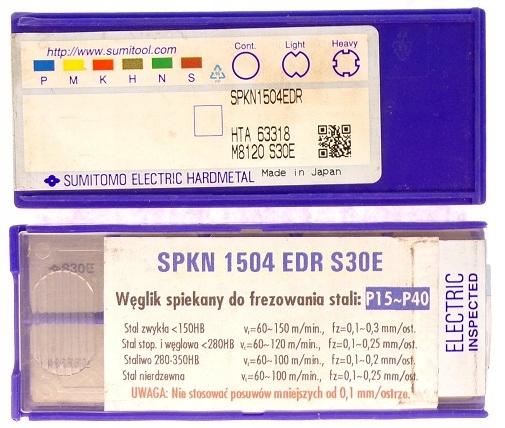 http://www.sumitool.com
Cont. Light Heavy
P M K H N S
SPKN1504EDR
HTA 63318
M8120 S30E
SUMITOMO ELECTRIC HARDMETAL Made in Japan
S30E
SPKN 1504 EDR S30E
Węglik spiekany do frezowania stali: P15~P40
Stal zwykła <150HB v,=60~150 m/min., fz=0,1~0,3 mm/ost.
Stal stop. i węglowa <280HB v,=60~120 m/min., fz=0,1~0,25 mm/ost.
Staliwo 280-350HB v,=60~100 m/min., fz=0,1~0,2 mm/ost.
Stal nierdzewna v,=60~100 m/min., fz=0,1~0,25 mm/ost.
UWAGA: Nie stosować posuwów mniejszych od 0,1 mm/ostrze.
ELECTRIC
INSPECTED